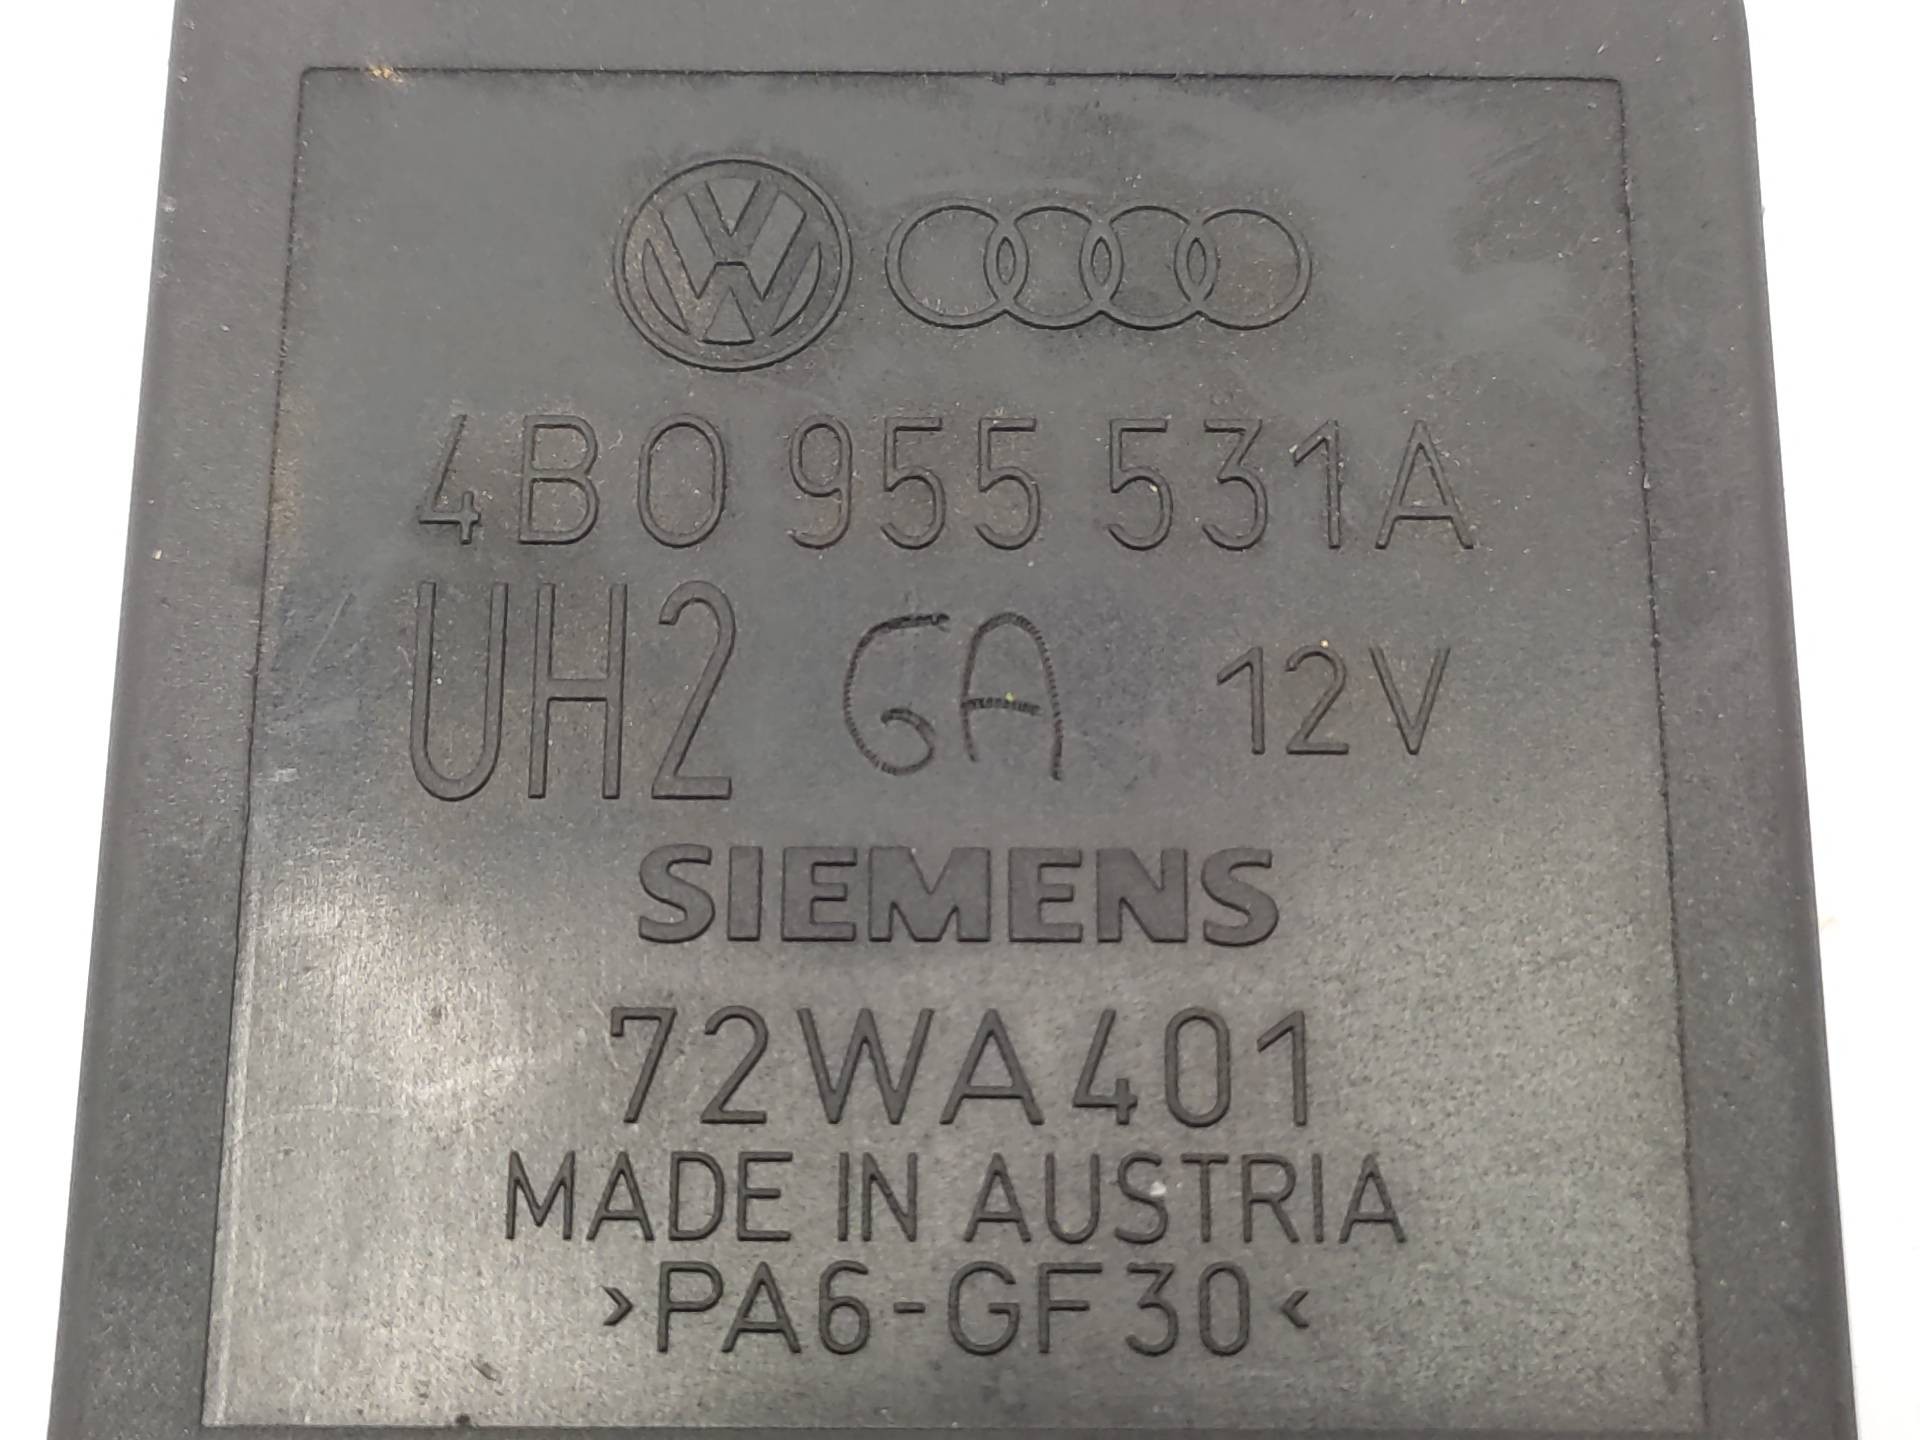 4B0 955 531A
UH2 GA 12V
SIEMENS
72WA401
MADE IN AUSTRIA
>PA6-GF30<